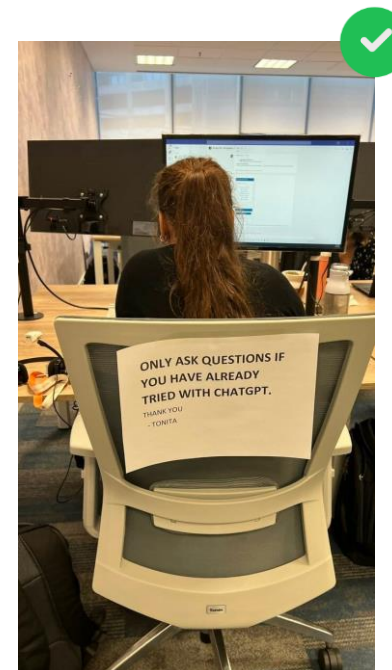 ONLY ASK QUESTIONS IF
YOU HAVE ALREADY
TRIED WITH CHATGPT.
THANK YOU
- TONITA